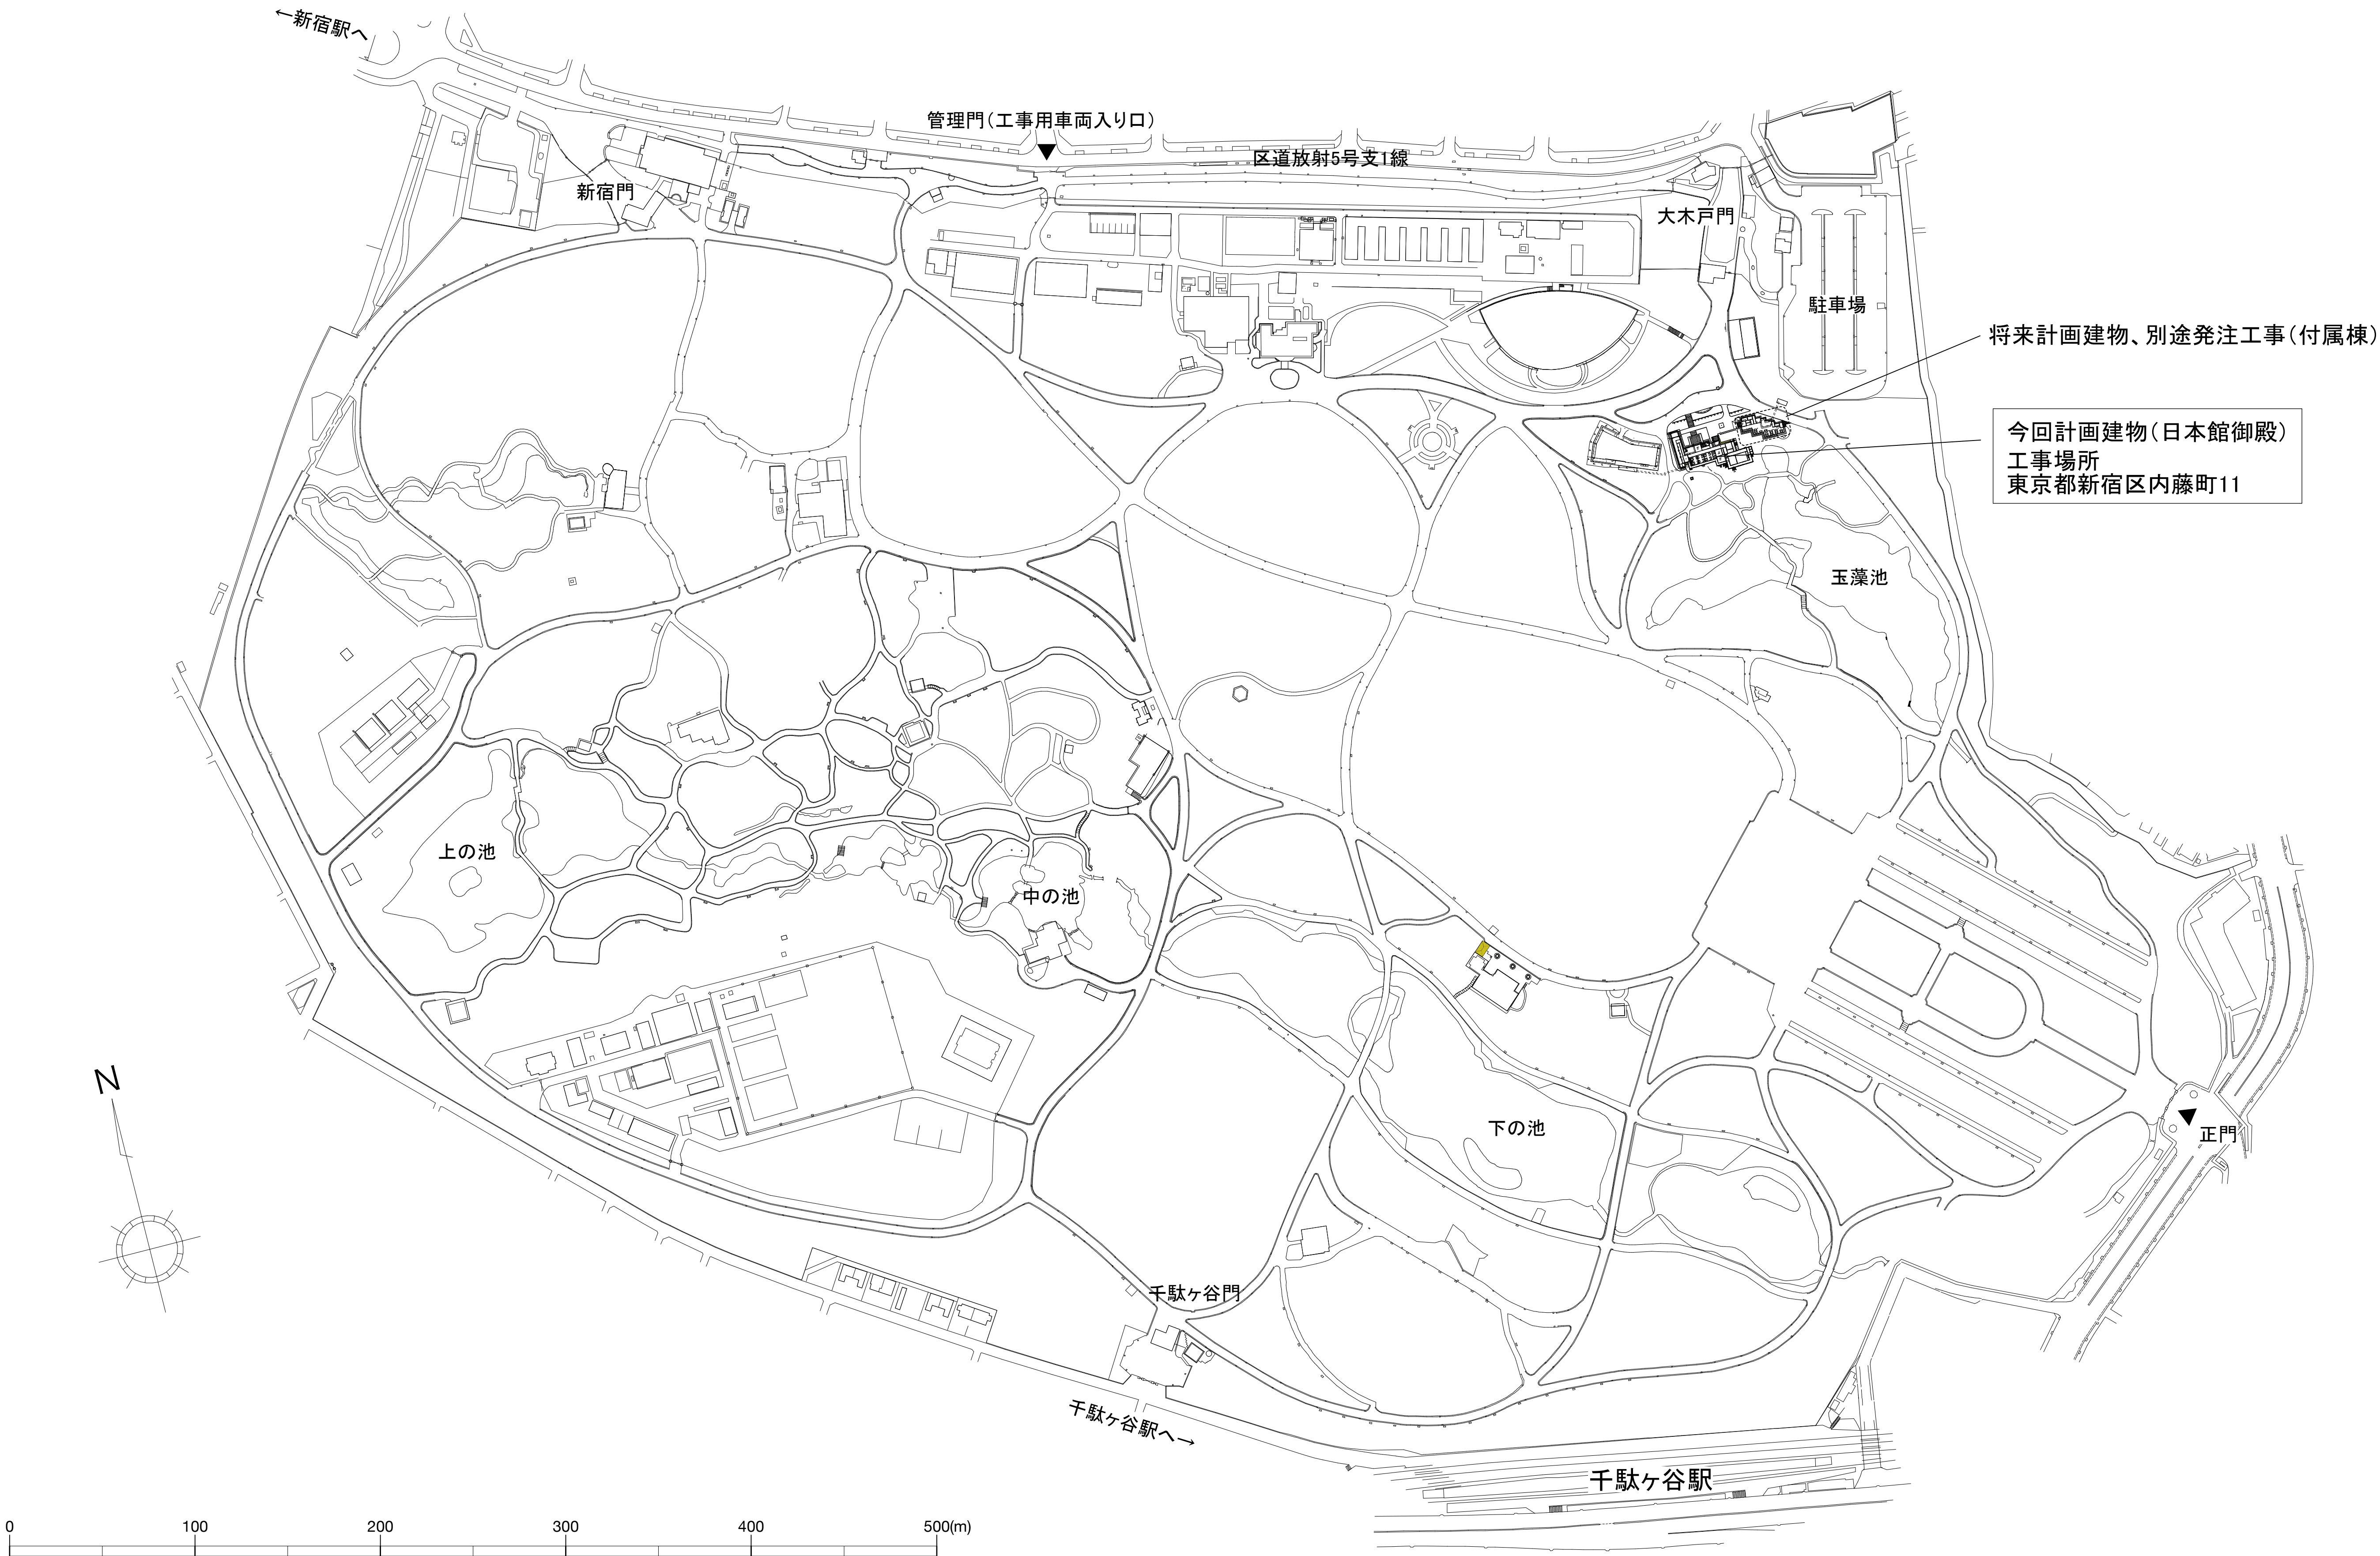 ←新宿駅へ
管理門(工事用車両入り口)
区道放射5号支1線
新宿門
大木戸門
駐車場
将来計画建物、別途発注工事(付属棟)
今回計画建物(日本館御殿)
工事場所
東京都新宿区内藤町11
玉藻池
上の池
中の池
下の池
正門
N
千駄ヶ谷門
千駄ヶ谷駅へ→
千駄ヶ谷駅
0 100 200 300 400 500(m)